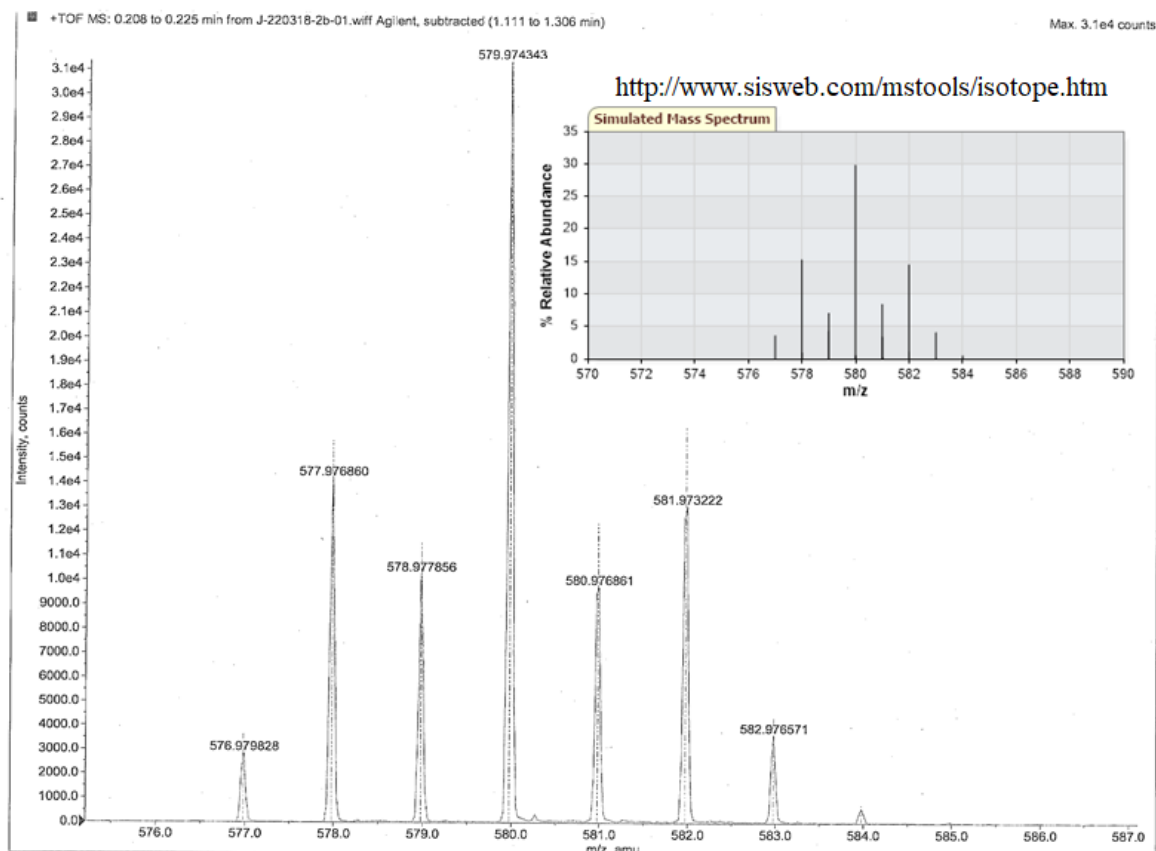 +TOF MS: 0.208 to 0.225 min from J-220318-2b-01.wiff Agilent, subtracted (1.111 to 1.306 min)
Max. 3.1e4 counts
579.974343
http://www.sisweb.com/mstools/isotope.htm
Simulated Mass Spectrum
% Relative Abundance
35
30
25
20
15
10
5
0
570 572 574 576 578 580 582 584 586 588 590
m/z
Intensity, counts
3.1e4
3.0e4
2.9e4
2.8e4
2.7e4
2.6e4
2.5e4
2.4e4
2.3e4
2.2e4
2.1e4
2.0e4
1.9e4
1.8e4
1.7e4
1.6e4
1.5e4
1.4e4
1.3e4
1.2e4
1.1e4
1.0e4
9000.0
8000.0
7000.0
6000.0
5000.0
4000.0
3000.0
2000.0
1000.0
0.0
577.976860
581.973222
578.977856
580.976861
576.979828
582.976571
576.0 577.0 578.0 579.0 580.0 581.0 582.0 583.0 584.0 585.0 586.0 587.0
m/z, amu